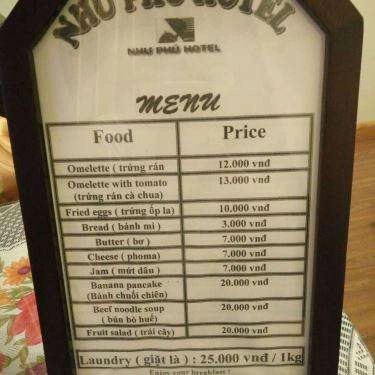 NHU PHU HOTEL
NHU PHÚ HOTEL
MENU
Food Price
Omelette ( trứng rán 12.000 vnđ
Omelette with tomato 13.000 vnđ
(trứng rán cà chua)
Fried eggs ( trứng ốp la) 10.000 vnđ
Bread ( bánh mì ) 3.000 vnđ
Butter ( bơ ) 7.000 vnđ
Cheese ( phoma) 7.000 vnđ
Jam ( mứt dâu ) 7.000 vnđ
Banana pancake 20.000 vnđ
(Bánh chuối chiên)
Beef noodle soup 20.000 vnđ
( bún bò huế)
Fruit salad ( trái cây) 20.000 vnđ
Laundry ( giặt là ) : 25.000 vnđ / 1kg
Enjoy your breakfast !